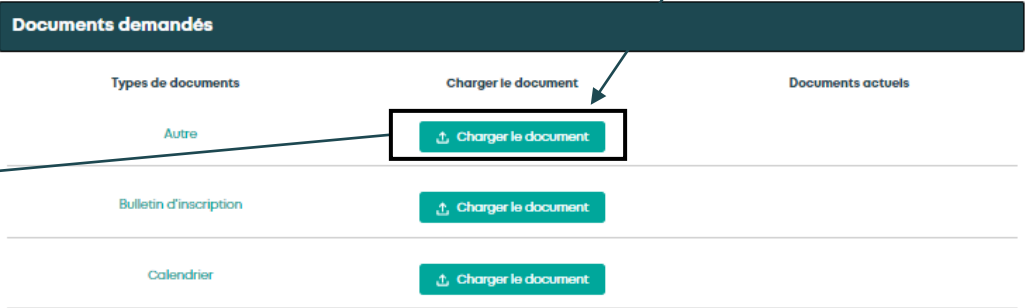 Documents demandés
Types de documents Charger le document Documents actuels
Autre Charger le document
Bulletin d'inscription Charger le document
Calendrier Charger le document